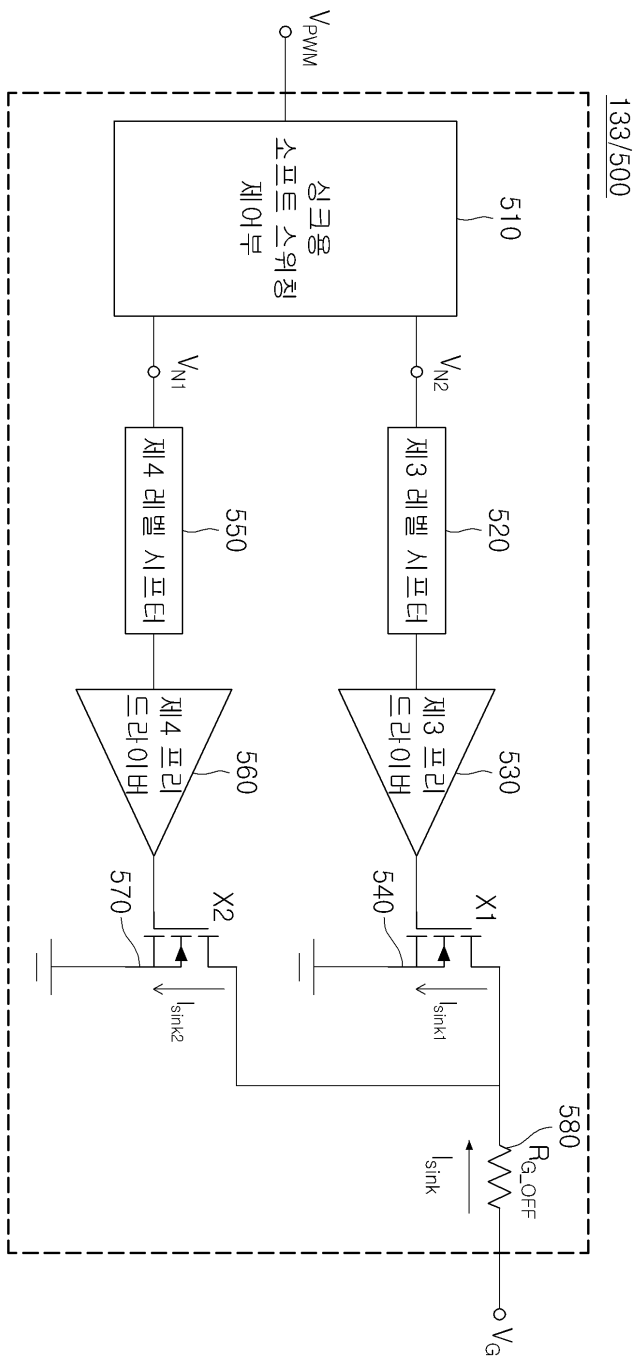 133/500
V_PWM
510
싱크용
소프트 스위칭
제어부
V_N2
V_N1
520
제3 레벨 시프터
550
제4 레벨 시프터
530
제3 프리
드라이버
560
제4 프리
드라이버
X1
540
I_sink1
X2
570
I_sink2
580
R_G_OFF
I_sink
V_G